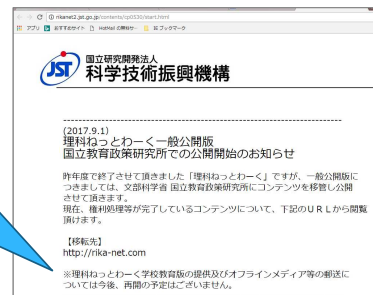 rikanet2.jst.go.jp/contents/cp0530/start.html
アプリ おすすめサイト HotMail の無料サー... IE ブックマーク
JST
国立研究開発法人
科学技術振興機構
(2017.9.1)
理科ねっとわーく一般公開版
国立教育政策研究所での公開開始のお知らせ
昨年度で終了させて頂きました「理科ねっとわーく」ですが、一般公開版に
つきましては、文部科学省 国立教育政策研究所にコンテンツを移管し公開
させて頂きます。
現在、権利処理等が完了しているコンテンツについて、下記のURLから閲覧
頂けます。
【移転先】
http://rika-net.com
※理科ねっとわーく学校教育版の提供及びオフラインメディア等の郵送に
ついては今後、再開の予定はございません。